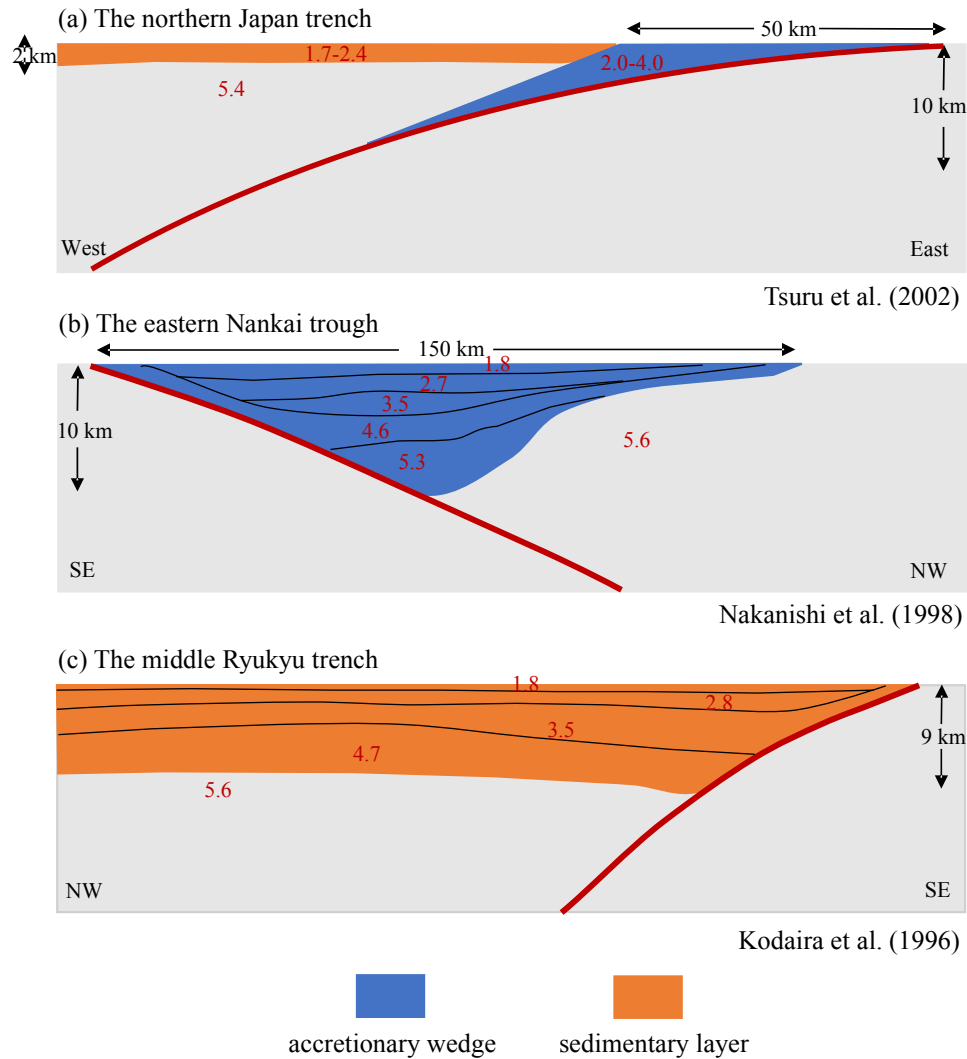 (a) The northern Japan trench
50 km
2 km
1.7-2.4
2.0-4.0
5.4
10 km
West
East
Tsuru et al. (2002)
(b) The eastern Nankai trough
150 km
1.8
2.7
3.5
10 km
4.6
5.6
5.3
SE
NW
Nakanishi et al. (1998)
(c) The middle Ryukyu trench
1.8
2.8
3.5
9 km
4.7
5.6
NW
SE
Kodaira et al. (1996)
accretionary wedge
sedimentary layer